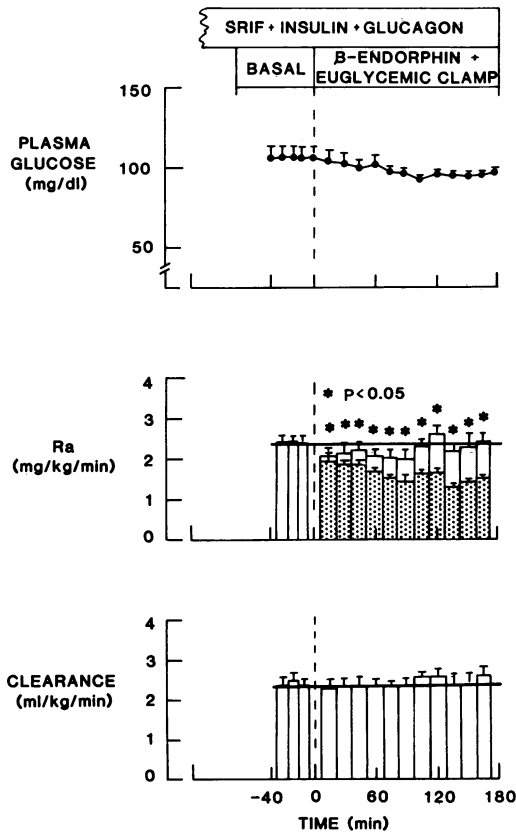 SRIF + INSULIN + GLUCAGON
BASAL
β-ENDORPHIN +
EUGLYCEMIC CLAMP
PLASMA
GLUCOSE
(mg/dl)
150
100
50
Ra
(mg/kg/min)
4
3
2
1
0
* P<0.05
* * * * * * * * * * *
CLEARANCE
(ml/kg/min)
4
3
2
1
0
-40 0 60 120 180
TIME (min)